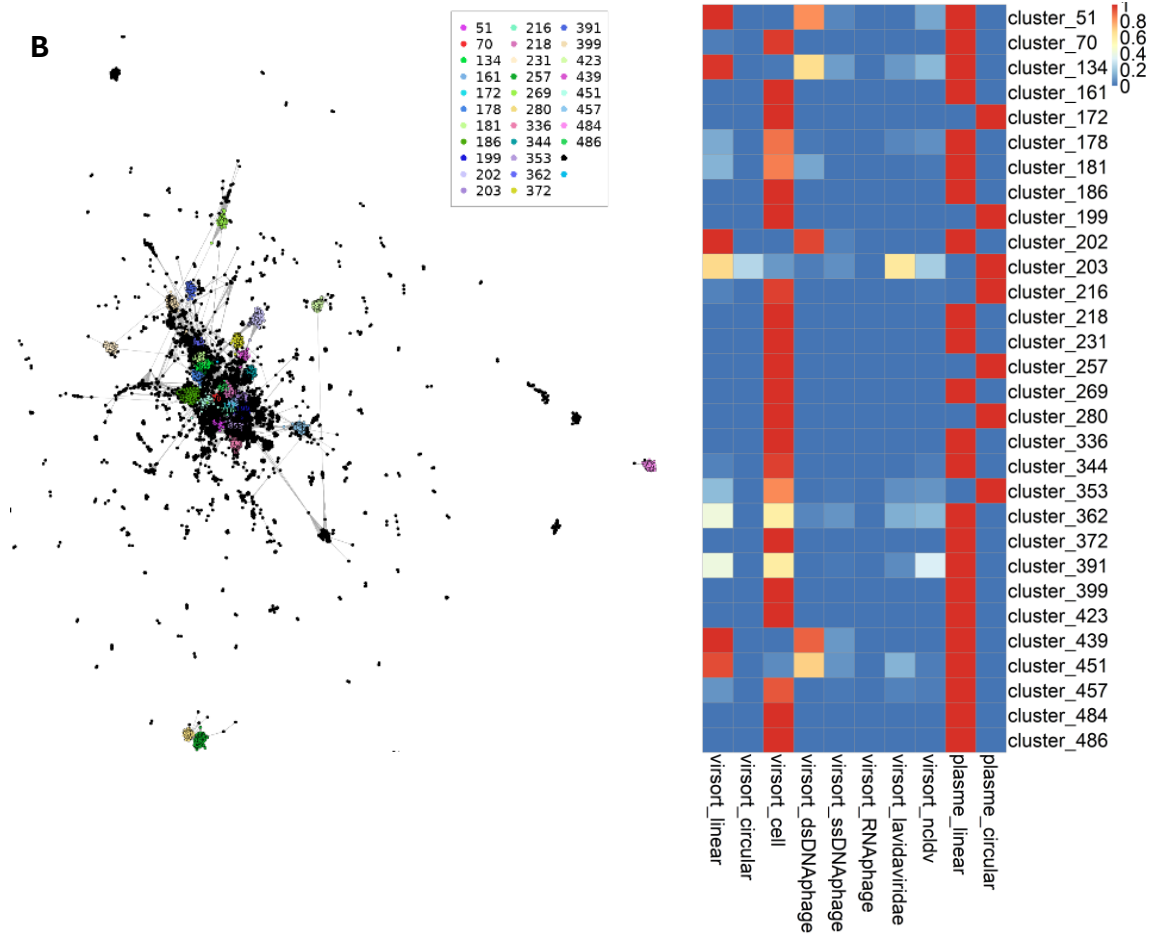 B
51 216 391
70 218 399
134 231 423
161 257 439
172 269 451
178 280 457
181 336 484
186 344 486
199 353
202 362
203 372
1
0.8
0.6
0.4
0.2
0
cluster_51
cluster_70
cluster_134
cluster_161
cluster_172
cluster_178
cluster_181
cluster_186
cluster_199
cluster_202
cluster_203
cluster_216
cluster_218
cluster_231
cluster_257
cluster_269
cluster_280
cluster_336
cluster_344
cluster_353
cluster_362
cluster_372
cluster_391
cluster_399
cluster_423
cluster_439
cluster_451
cluster_457
cluster_484
cluster_486
virsort_linear
virsort_circular
virsort_cell
virsort_dsDNAphage
virsort_ssDNAphage
virsort_RNAphage
virsort_lavidaviridae
virsort_ncldv
plasme_linear
plasme_circular